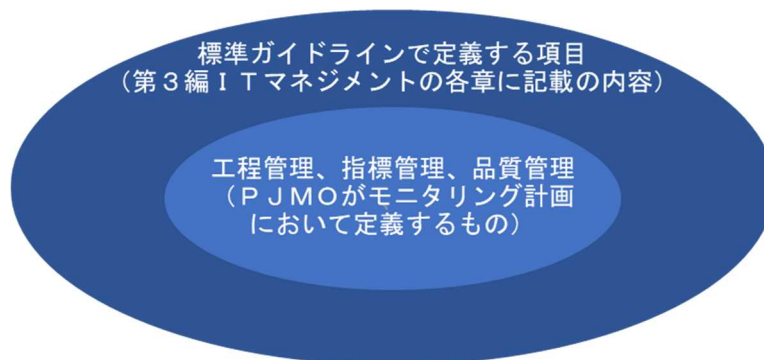 標準ガイドラインで定義する項目
（第３編ＩＴマネジメントの各章に記載の内容）
工程管理、指標管理、品質管理
（ＰＪＭＯがモニタリング計画
において定義するもの）